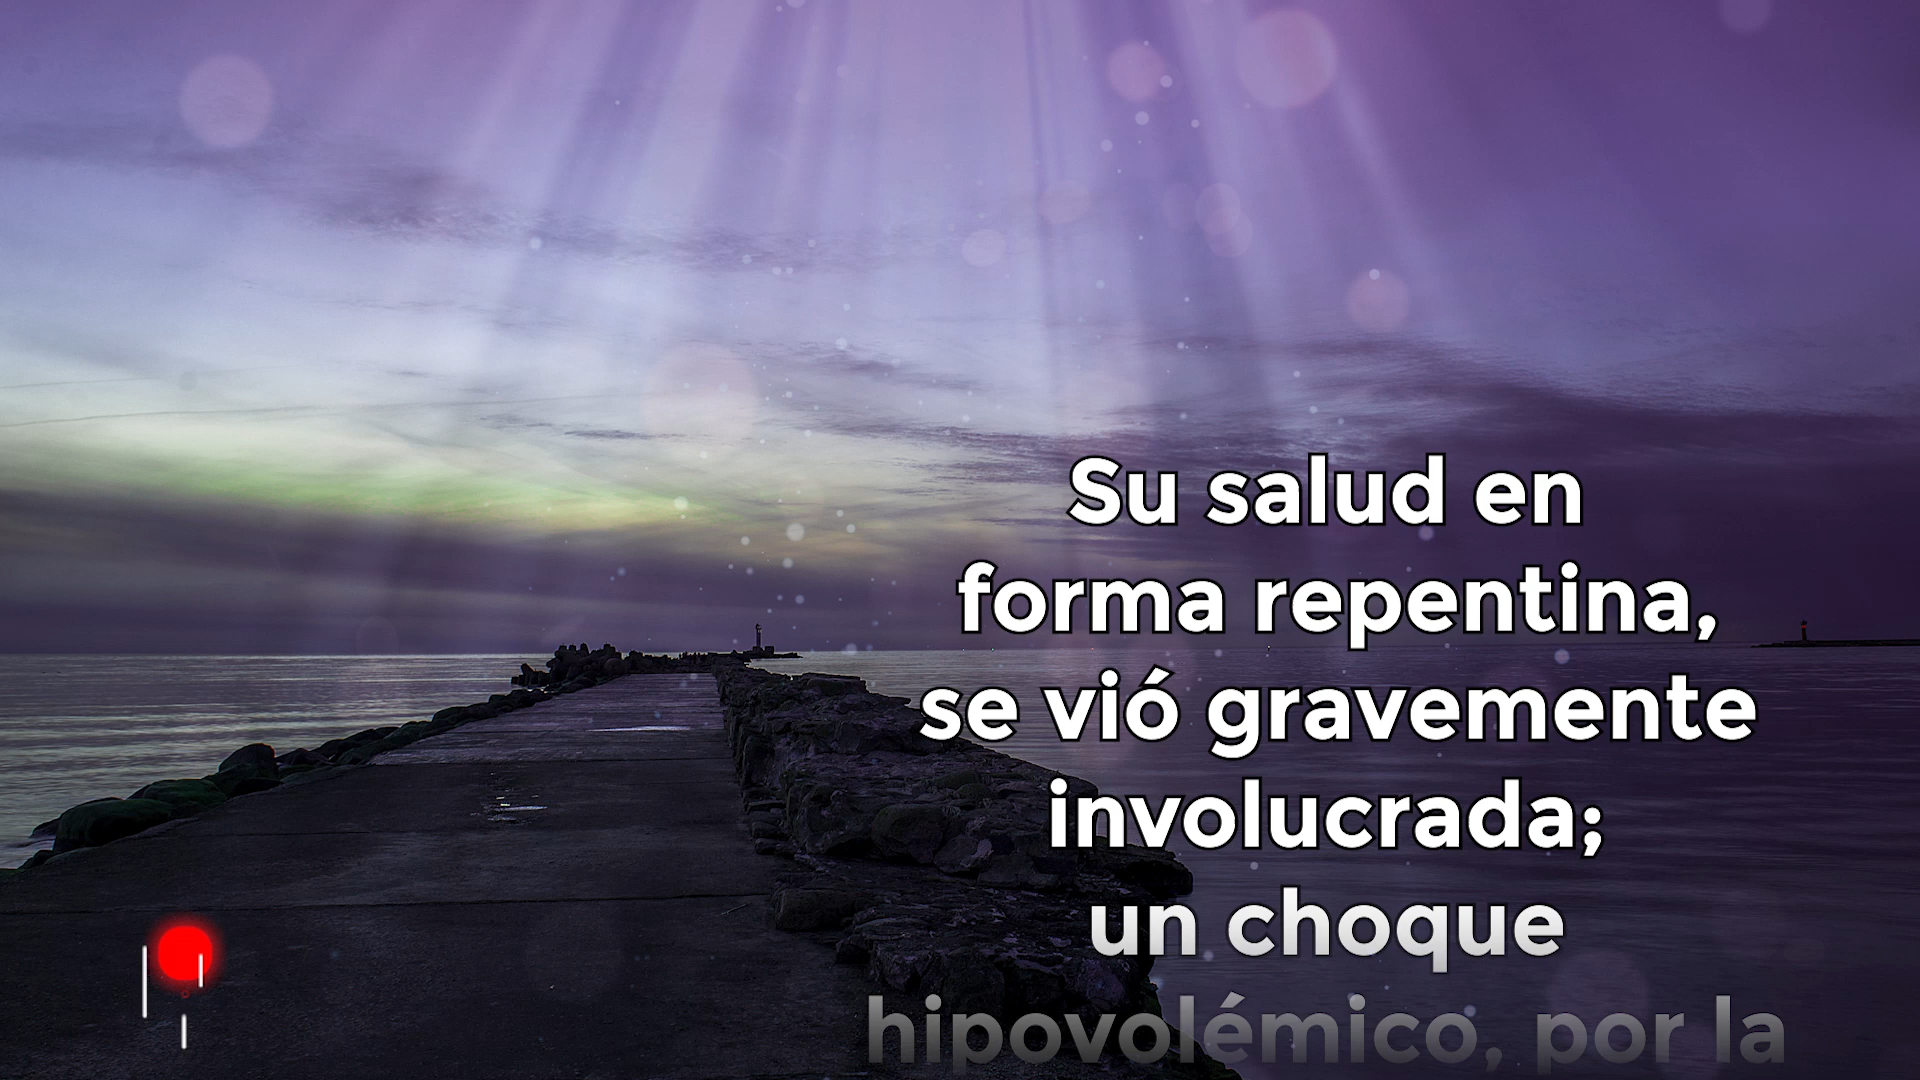 Su salud en
forma repentina,
se vió gravemente
involucrada;
un choque
hipovolémico, por la